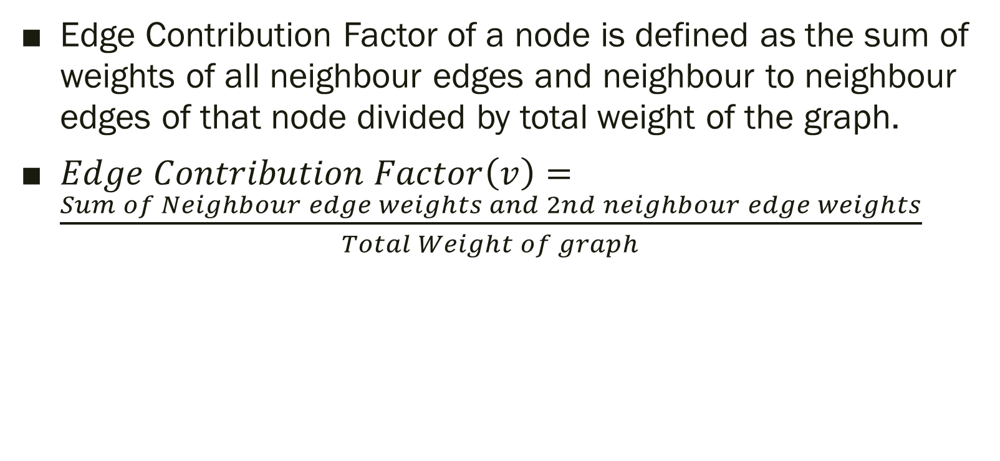 ■ Edge Contribution Factor of a node is defined as the sum of
weights of all neighbour edges and neighbour to neighbour
edges of that node divided by total weight of the graph.
■ Edge Contribution Factor(v) =
Sum of Neighbour edge weights and 2nd neighbour edge weights
Total Weight of graph